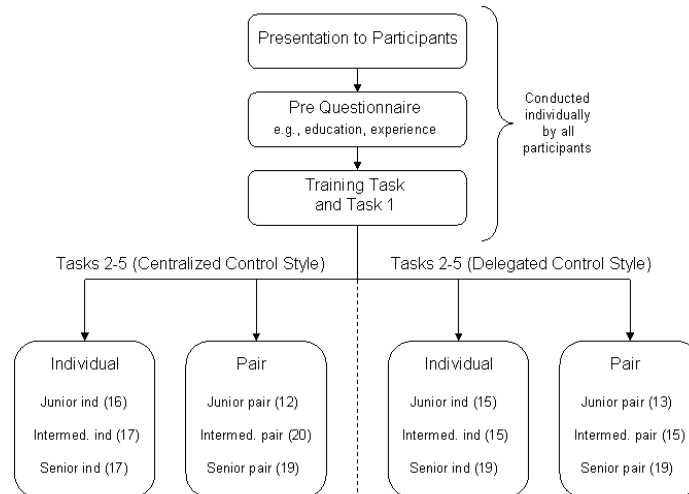 Presentation to Participants
Pre Questionnaire
e.g., education, experience
Training Task
and Task 1
Conducted
individually
by all
participants
Tasks 2-5 (Centralized Control Style)
Tasks 2-5 (Delegated Control Style)
Individual
Junior ind (16)
Intermed. ind (17)
Senior ind (17)
Pair
Junior pair (12)
Intermed. pair (20)
Senior pair (19)
Individual
Junior ind (15)
Intermed. ind (15)
Senior ind (19)
Pair
Junior pair (13)
Intermed. pair (15)
Senior pair (19)